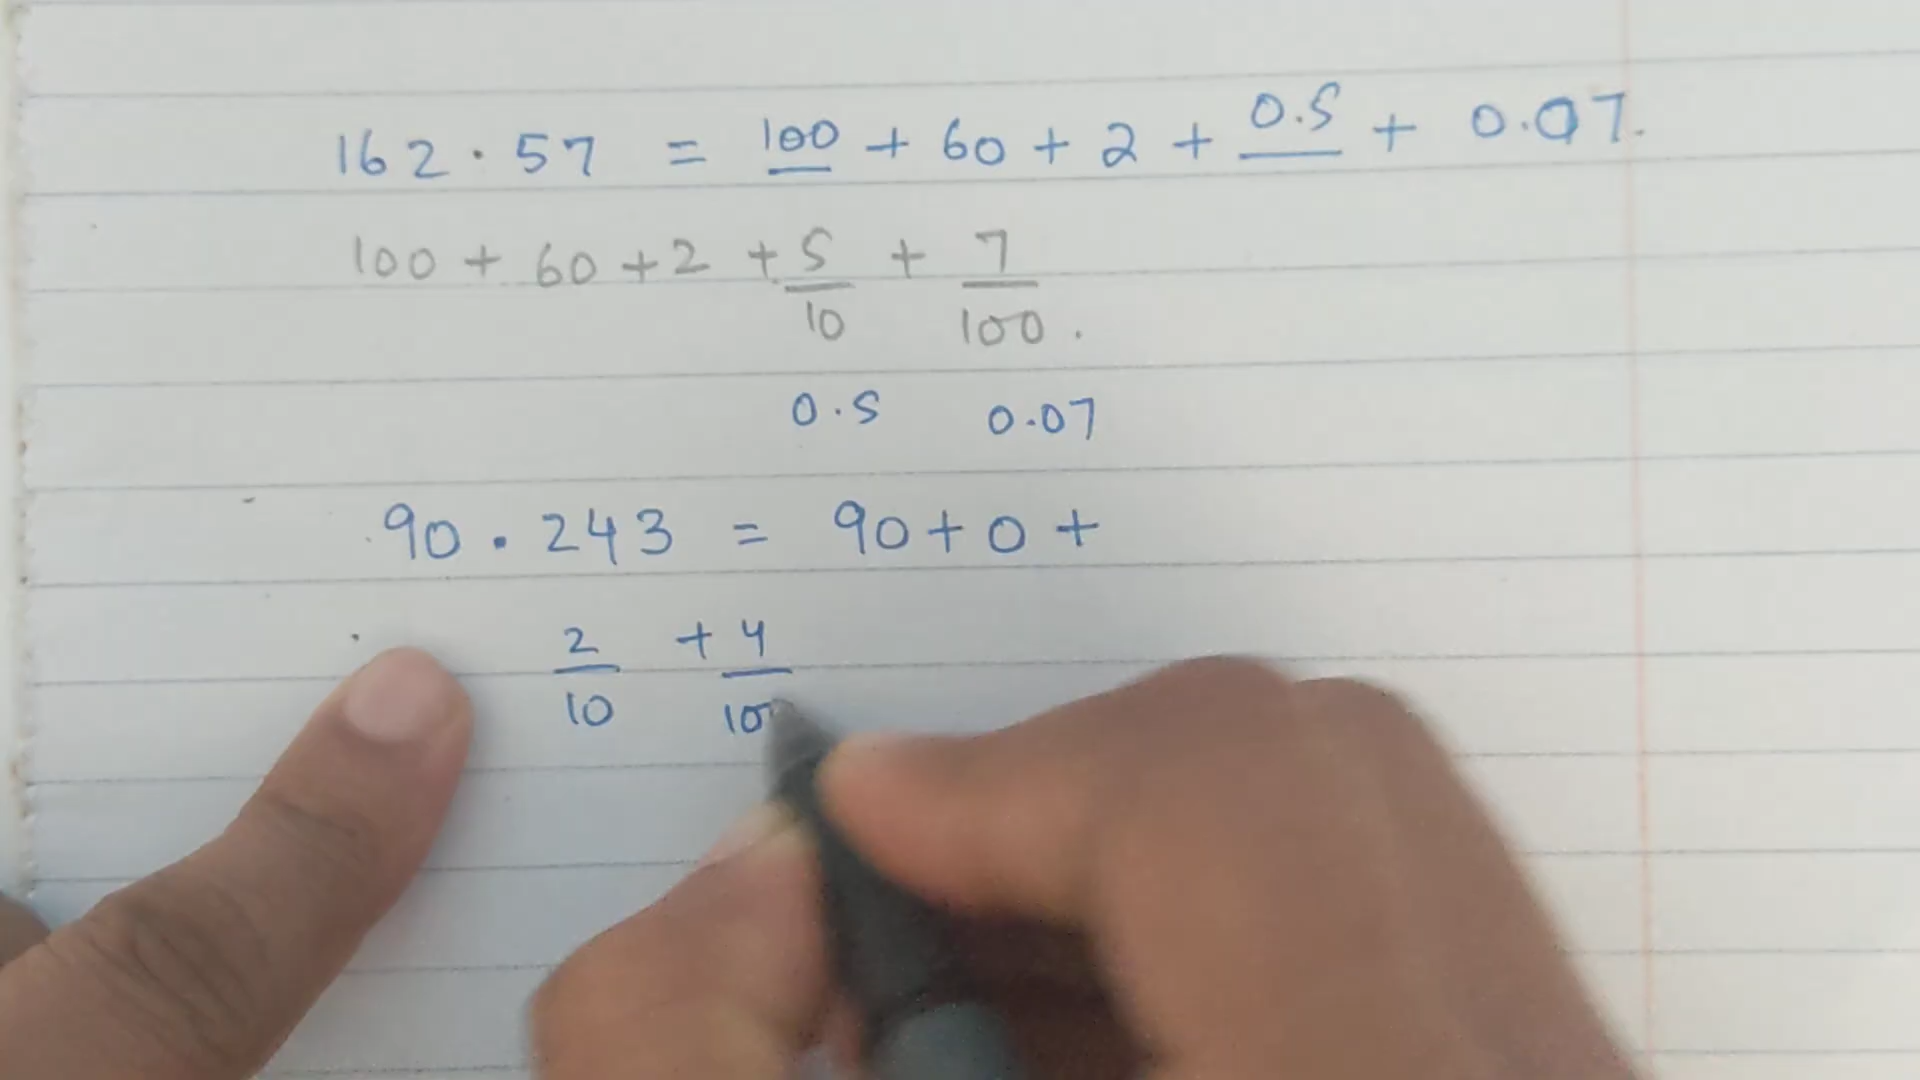 162.57 = 100 + 60 + 2 + 0.5 + 0.07.
100 + 60 + 2 + 5/10 + 7/100.
0.5 0.07
90.243 = 90 + 0 +
2/10 + 4/100